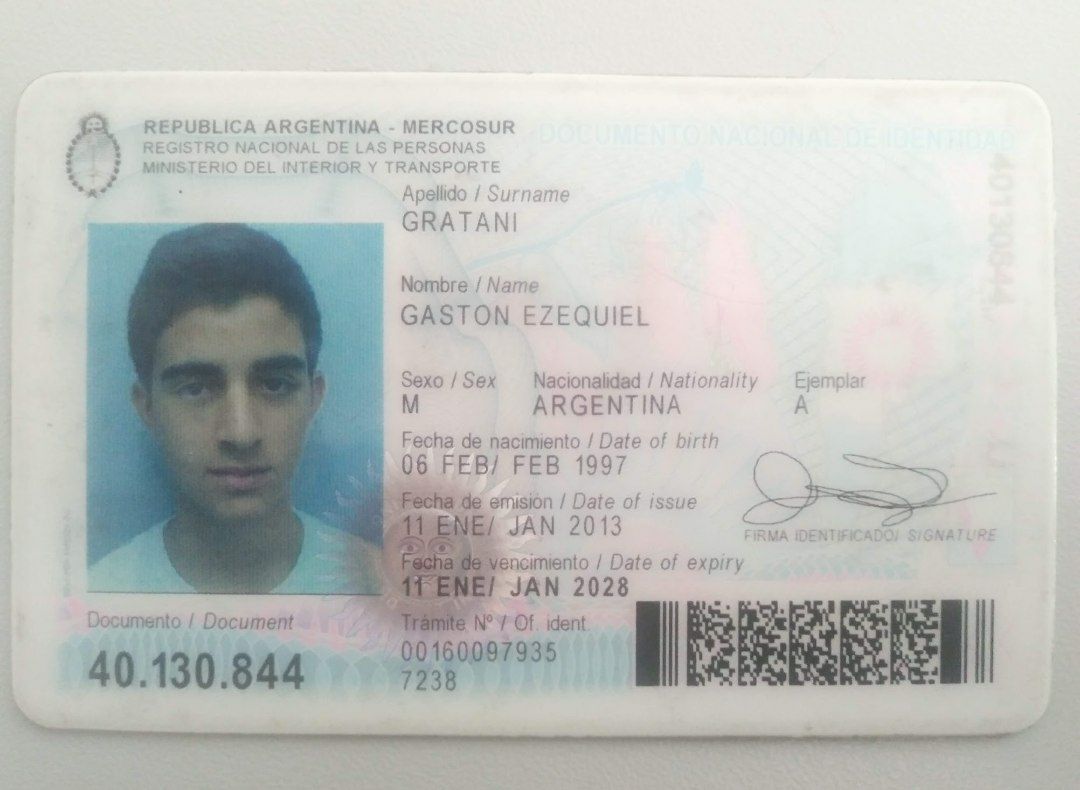 REPUBLICA ARGENTINA - MERCOSUR
REGISTRO NACIONAL DE LAS PERSONAS
MINISTERIO DEL INTERIOR Y TRANSPORTE
DOCUMENTO NACIONAL DE IDENTIDAD
Apellido / Surname
GRATANI
Nombre / Name
GASTON EZEQUIEL
Sexo / Sex Nacionalidad / Nationality Ejemplar
M ARGENTINA A
Fecha de nacimiento / Date of birth
06 FEB/ FEB 1997
Fecha de emisión / Date of issue
11 ENE/ JAN 2013
FIRMA IDENTIFICADO/ SIGNATURE
Fecha de vencimiento / Date of expiry
11 ENE/ JAN 2028
Documento / Document
40.130.844
Trámite Nº / Of. ident.
00160097935
7238
40130844